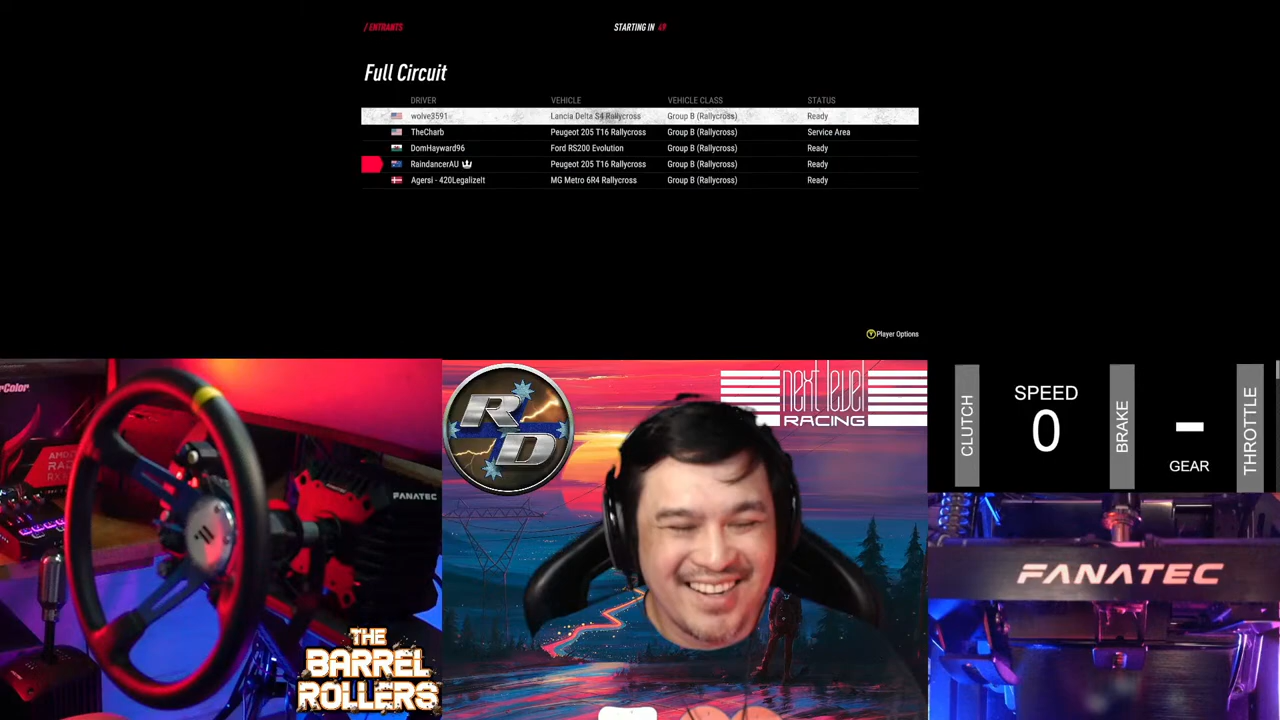 / ENTRANTS
STARTING IN 49
Full Circuit
DRIVER VEHICLE VEHICLE CLASS STATUS
wolve3591 Lancia Delta S4 Rallycross Group B (Rallycross) Ready
TheCharb Peugeot 205 T16 Rallycross Group B (Rallycross) Service Area
DomHayward96 Ford RS200 Evolution Group B (Rallycross) Ready
RaindancerAU Peugeot 205 T16 Rallycross Group B (Rallycross) Ready
Agersi - 420LegalizeIt MG Metro 6R4 Rallycross Group B (Rallycross) Ready
Player Options
FANATEC
THE
BARREL
ROLLERS
RD
next level
RACING
CLUTCH
SPEED
0
BRAKE
-
GEAR
THROTTLE
FANATEC